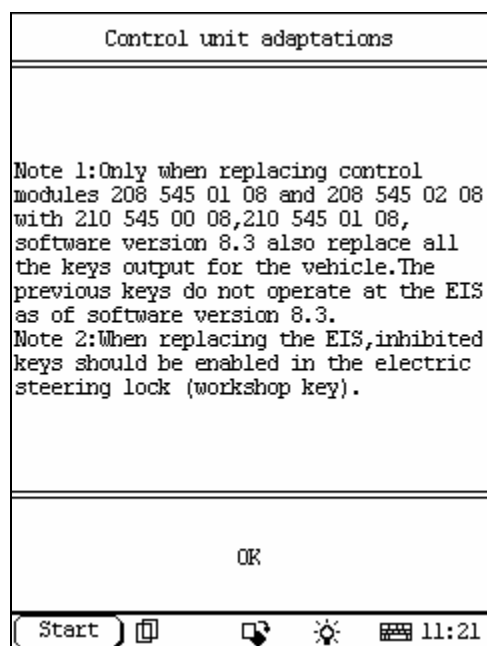 Control unit adaptations
Note 1:Only when replacing control
modules 208 545 01 08 and 208 545 02 08
with 210 545 00 08,210 545 01 08,
software version 8.3 also replace all
the keys output for the vehicle.The
previous keys do not operate at the EIS
as of software version 8.3.
Note 2:When replacing the EIS,inhibited
keys should be enabled in the electric
steering lock (workshop key).
OK
Start 11:21